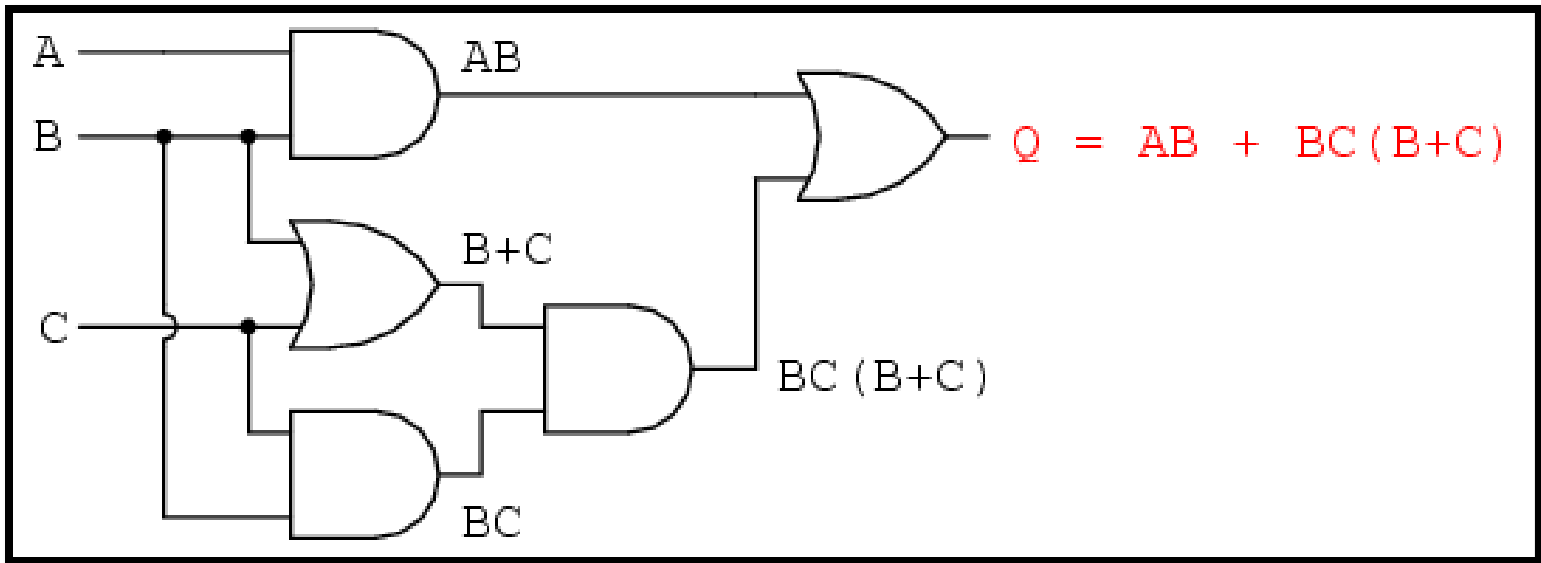 A
AB
B
Q = AB + BC(B+C)
B+C
C
BC(B+C)
BC